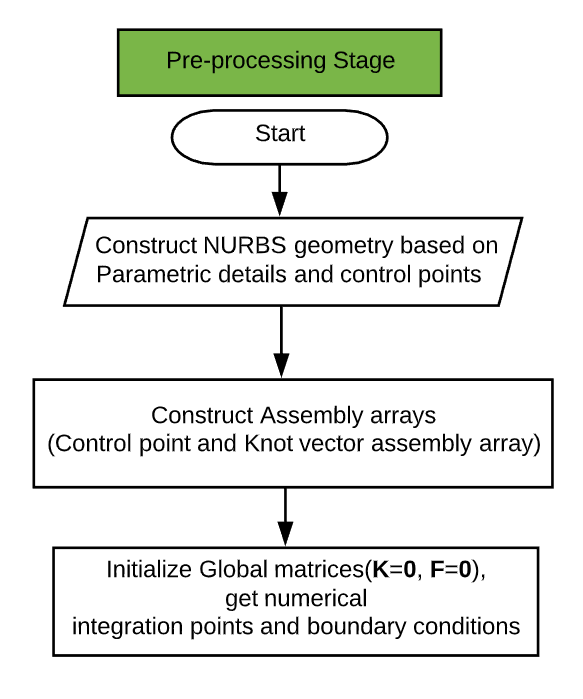 Pre-processing Stage
Start
Construct NURBS geometry based on
Parametric details and control points
Construct Assembly arrays
(Control point and Knot vector assembly array)
Initialize Global matrices(K=0, F=0),
get numerical
integration points and boundary conditions